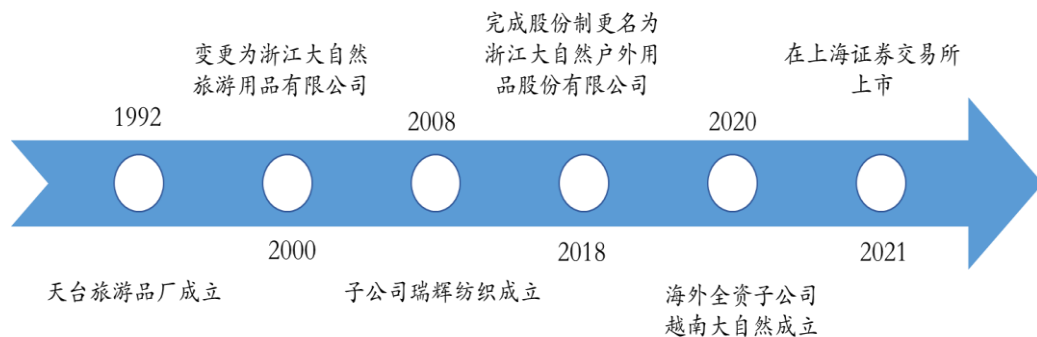 变更为浙江大自然
旅游用品有限公司
完成股份制更名为
浙江大自然户外用
品股份有限公司
在上海证券交易所
上市
1992
2008
2020
2000
2018
2021
天台旅游品厂成立
子公司瑞辉纺织成立
海外全资子公司
越南大自然成立